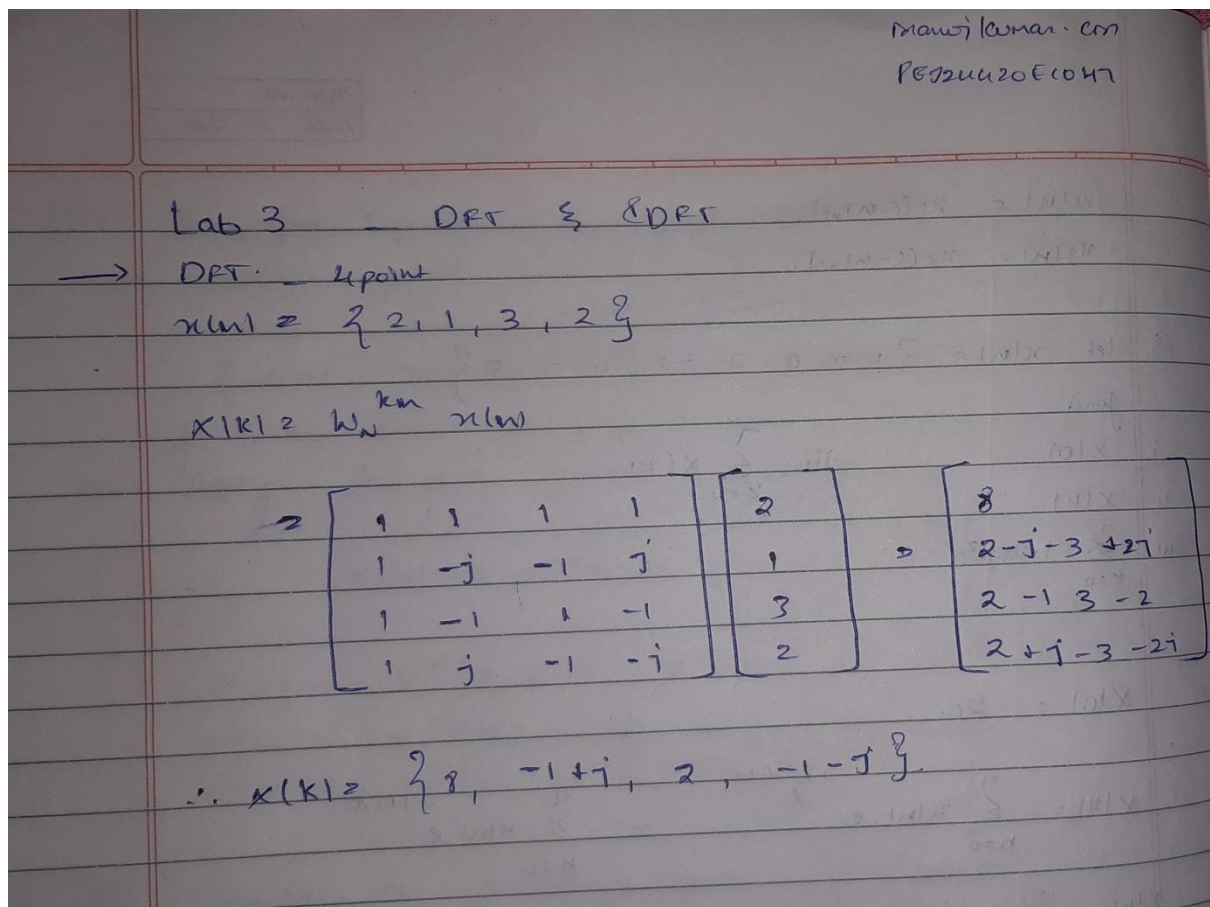 Manoj kumar. cm
Lab 3 - DFT & IDFT
→ DFT. - 4 point
x(n) = { 2, 1, 3, 2 }
X(K) = W_N^kn x(n)
= [ 1 1 1 1 ] [ 2 ] = [ 8 ]
[ 1 -j -1 j ] [ 1 ] [ 2-j-3+2j ]
[ 1 -1 1 -1 ] [ 3 ] [ 2 -1 3 -2 ]
[ 1 j -1 -j ] [ 2 ] [ 2+j-3-2j ]
∴ X(K) = { 8, -1+j, 2, -1-j }.